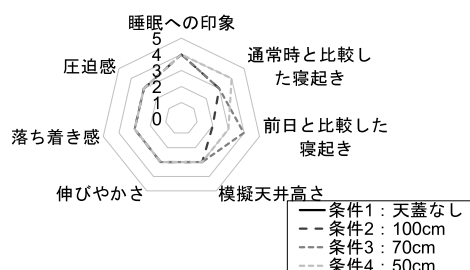 睡眠への印象
5
4
3
2
1
0
通常時と比較し
た寝起き
前日と比較した
寝起き
模擬天井高さ
伸びやかさ
落ち着き感
圧迫感
条件1：天蓋なし
条件2：100cm
条件3：70cm
条件4：50cm